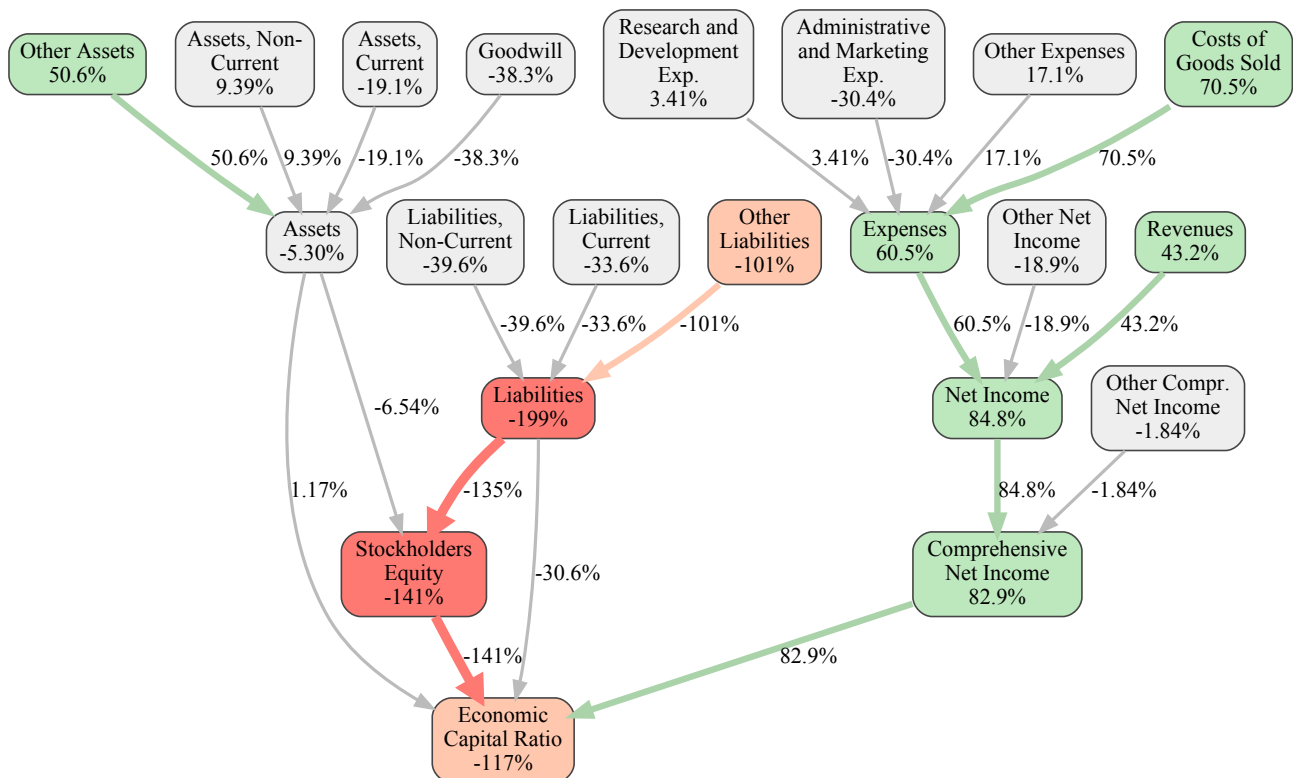 Other Assets
50.6%
Assets, Non-
Current
9.39%
Assets,
Current
-19.1%
Goodwill
-38.3%
Research and
Development
Exp.
3.41%
Administrative
and Marketing
Exp.
-30.4%
Other Expenses
17.1%
Costs of
Goods Sold
70.5%
50.6%
9.39%
-19.1%
-38.3%
3.41%
-30.4%
17.1%
70.5%
Assets
-5.30%
Liabilities,
Non-Current
-39.6%
Liabilities,
Current
-33.6%
Other
Liabilities
-101%
Expenses
60.5%
Other Net
Income
-18.9%
Revenues
43.2%
-39.6%
-33.6%
-101%
60.5%
-18.9%
43.2%
-6.54%
Liabilities
-199%
Net Income
84.8%
Other Compr.
Net Income
-1.84%
1.17%
-135%
84.8%
-1.84%
Stockholders
Equity
-141%
-30.6%
Comprehensive
Net Income
82.9%
-141%
82.9%
Economic
Capital Ratio
-117%